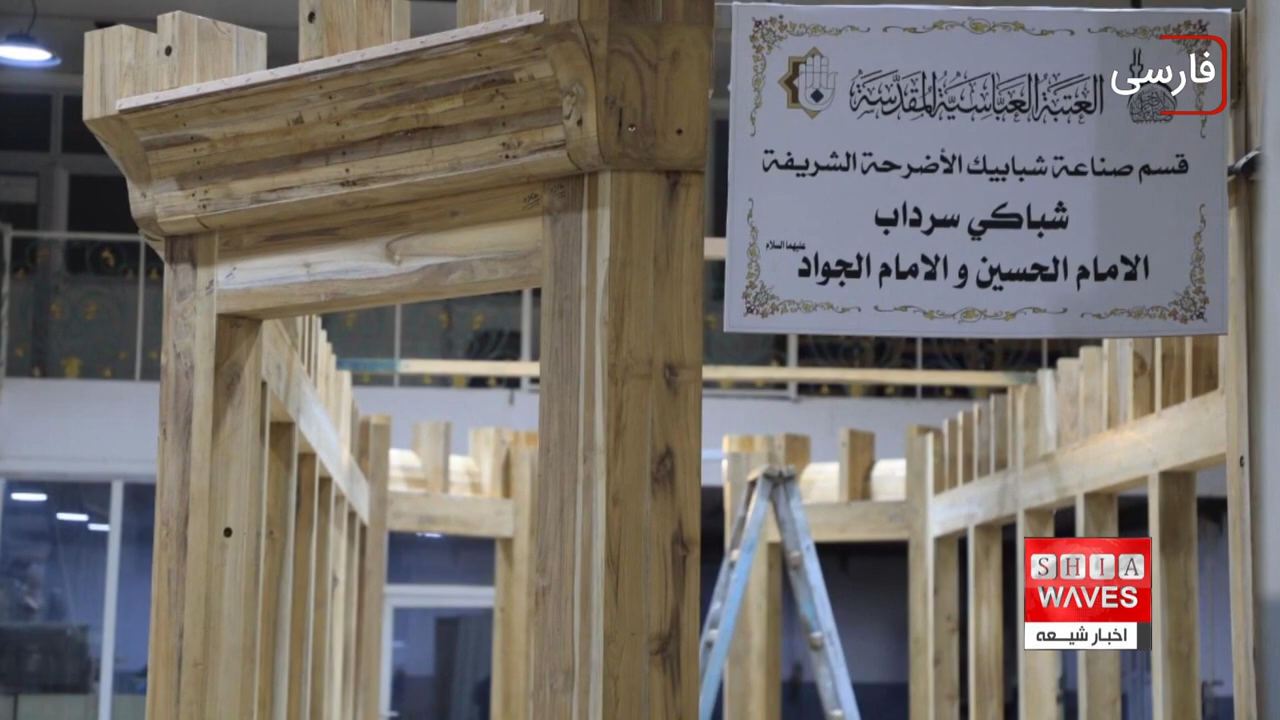 فارسی
العتبة العباسية المقدسة
قسم صناعة شبابيك الأضرحة الشريفة
شباكي سرداب
الامام الحسين و الامام الجواد عليهما السلام
SHIA
WAVES
اخبار شیعه